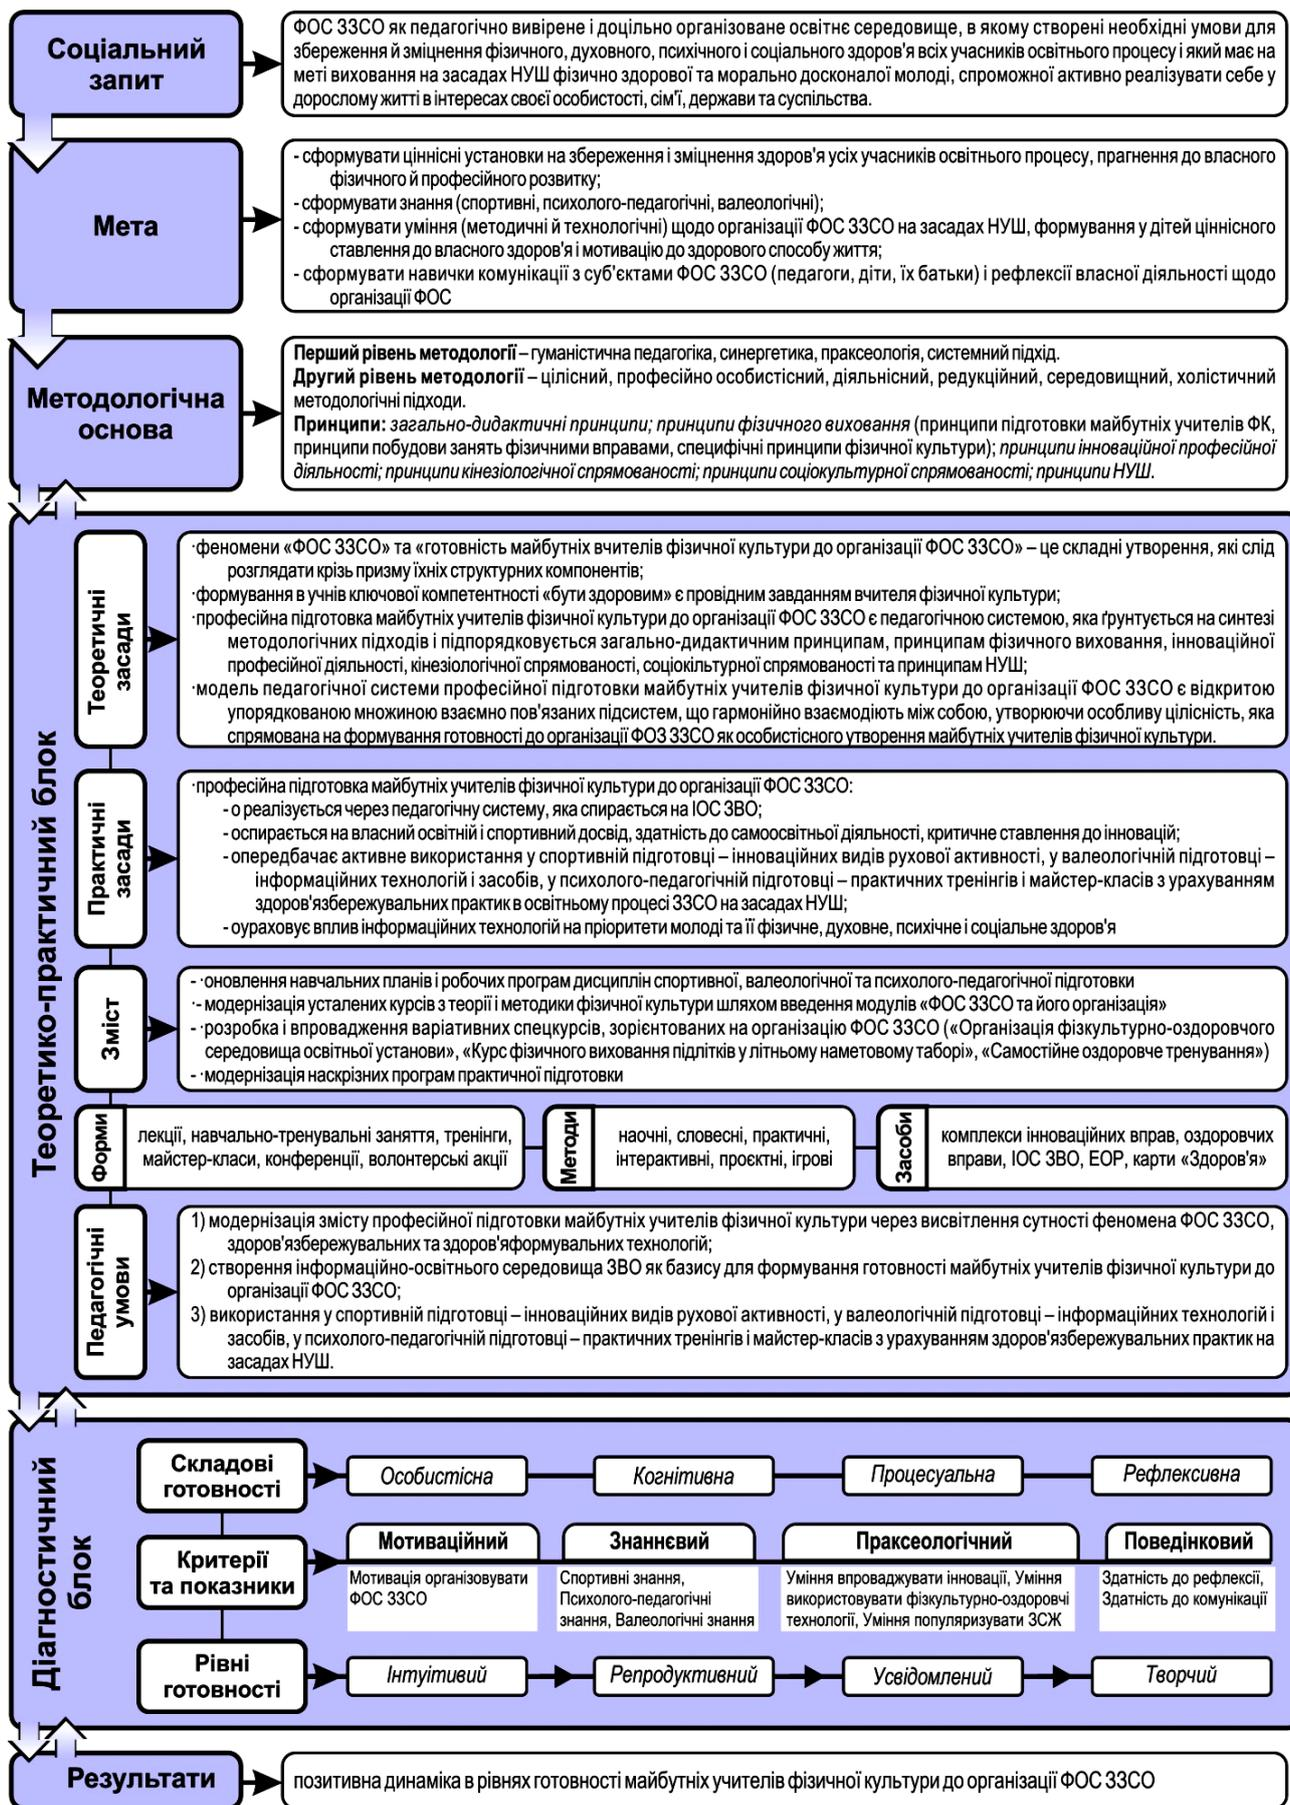 Соціальний
запит
ФОС ЗЗСО як педагогічно вивірене і доцільно організоване освітнє середовище, в якому створені необхідні умови для
збереження й зміцнення фізичного, духовного, психічного і соціального здоров'я всіх учасників освітнього процесу і який має на
меті виховання на засадах НУШ фізично здорової та морально досконалої молоді, спроможної активно реалізувати себе у
дорослому житті в інтересах своєї особистості, сім'ї, держави та суспільства.
Мета
- сформувати ціннісні установки на збереження і зміцнення здоров'я усіх учасників освітнього процесу, прагнення до власного
фізичного й професійного розвитку;
- сформувати знання (спортивні, психолого-педагогічні, валеологічні);
- сформувати уміння (методичні й технологічні) щодо організації ФОС ЗЗСО на засадах НУШ, формування у дітей ціннісного
ставлення до власного здоров'я і мотивацію до здорового способу життя;
- сформувати навички комунікації з суб'єктами ФОС ЗЗСО (педагоги, діти, їх батьки) і рефлексії власної діяльності щодо
організації ФОС
Методологічна
основа
Перший рівень методології – гуманістична педагогіка, синергетика, праксеологія, системний підхід.
Другий рівень методології – цілісний, професійно особистісний, діяльнісний, редукційний, середовищний, холістичний
методологічні підходи.
Принципи: загально-дидактичні принципи; принципи фізичного виховання (принципи підготовки майбутніх учителів ФК,
принципи побудови занять фізичними вправами, специфічні принципи фізичної культури); принципи інноваційної професійної
діяльності; принципи кінезіологічної спрямованості; принципи соціокультурної спрямованості; принципи НУШ.
Теоретико-практичний блок
Теоретичні
засади
·феномени «ФОС ЗЗСО» та «готовність майбутніх вчителів фізичної культури до організації ФОС ЗЗСО» – це складні утворення, які слід
розглядати крізь призму їхніх структурних компонентів;
·формування в учнів ключової компетентності «бути здоровим» є провідним завданням вчителя фізичної культури;
·професійна підготовка майбутніх учителів фізичної культури до організації ФОС ЗЗСО є педагогічною системою, яка ґрунтується на синтезі
методологічних підходів і підпорядковується загально-дидактичним принципам, принципам фізичного виховання, інноваційної
професійної діяльності, кінезіологічної спрямованості, соціокільтурної спрямованості та принципам НУШ;
·модель педагогічної системи професійної підготовки майбутніх учителів фізичної культури до організації ФОС ЗЗСО є відкритою
упорядкованою множиною взаємно пов'язаних підсистем, що гармонійно взаємодіють між собою, утворюючи особливу цілісність, яка
спрямована на формування готовності до організації ФОЗ ЗЗСО як особистісного утворення майбутніх учителів фізичної культури.
Практичні
засади
·професійна підготовка майбутніх учителів фізичної культури до організації ФОС ЗЗСО:
- о реалізується через педагогічну систему, яка спирається на ІОС ЗВО;
- оспирається на власний освітній і спортивний досвід, здатність до самоосвітньої діяльності, критичне ставлення до інновацій;
- опередбачає активне використання у спортивній підготовці – інноваційних видів рухової активності, у валеологічній підготовці –
інформаційних технологій і засобів, у психолого-педагогічній підготовці – практичних тренінгів і майстер-класів з урахуванням
здоров'язбережувальних практик в освітньому процесі ЗЗСО на засадах НУШ;
- оураховує вплив інформаційних технологій на пріоритети молоді та її фізичне, духовне, психічне і соціальне здоров'я
Зміст
- ·оновлення навчальних планів і робочих програм дисциплін спортивної, валеологічної та психолого-педагогічної підготовки
·- модернізація усталених курсів з теорії і методики фізичної культури шляхом введення модулів «ФОС ЗЗСО та його організація»
- ·розробка і впровадження варіативних спецкурсів, зорієнтованих на організацію ФОС ЗЗСО («Організація фізкультурно-оздоровчого
середовища освітньої установи», «Курс фізичного виховання підлітків у літньому наметовому таборі», «Самостійне оздоровче тренування»)
- ·модернізація наскрізних програм практичної підготовки
Форми
лекції, навчально-тренувальні заняття, тренінги,
майстер-класи, конференції, волонтерські акції
Методи
наочні, словесні, практичні,
інтерактивні, проєктні, ігрові
Засоби
комплекси інноваційних вправ, оздоровчих
вправи, ІОС ЗВО, ЕОР, карти «Здоров'я»
Педагогічні
умови
1) модернізація змісту професійної підготовки майбутніх учителів фізичної культури через висвітлення сутності феномена ФОС ЗЗСО,
здоров'язбережувальних та здоров'яформувальних технологій;
2) створення інформаційно-освітнього середовища ЗВО як базису для формування готовності майбутніх учителів фізичної культури до
організації ФОС ЗЗСО;
3) використання у спортивній підготовці – інноваційних видів рухової активності, у валеологічній підготовці – інформаційних технологій і
засобів, у психолого-педагогічній підготовці – практичних тренінгів і майстер-класів з урахуванням здоров'язбережувальних практик на
засадах НУШ.
Діагностичний
блок
Складові
готовності
Особистісна
Когнітивна
Процесуальна
Рефлексивна
Критерії
та показники
Мотиваційний
Знаннєвий
Праксеологічний
Поведінковий
Мотивація організовувати
ФОС ЗЗСО
Спортивні знання,
Психолого-педагогічні
знання, Валеологічні знання
Уміння впроваджувати інновації, Уміння
використовувати фізкультурно-оздоровчі
технології, Уміння популяризувати ЗСЖ
Здатність до рефлексії,
Здатність до комунікації
Рівні
готовності
Інтуітивий
Репродуктивний
Усвідомлений
Творчий
Результати
позитивна динаміка в рівнях готовності майбутніх учителів фізичної культури до організації ФОС ЗЗСО